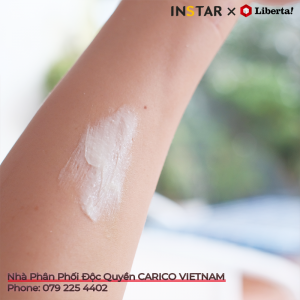 INSTAR × Liberta!
Nhà Phân Phối Độc Quyền CARICO VIETNAM
Phone: 079 225 4402